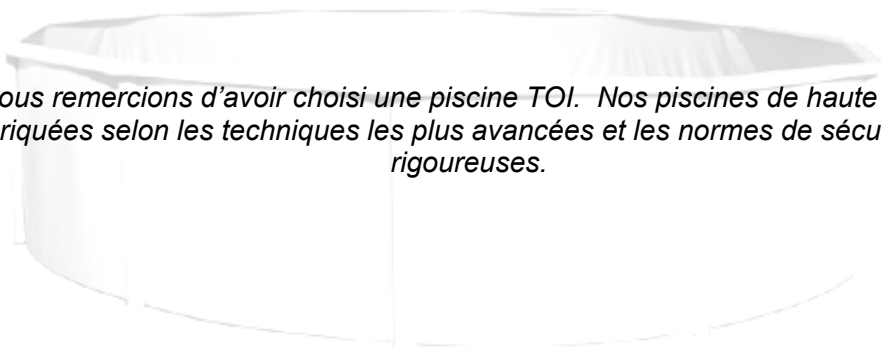 ous remercions d'avoir choisi une piscine TOI. Nos piscines de haute
riquées selon les techniques les plus avancées et les normes de sécu
rigoureuses.